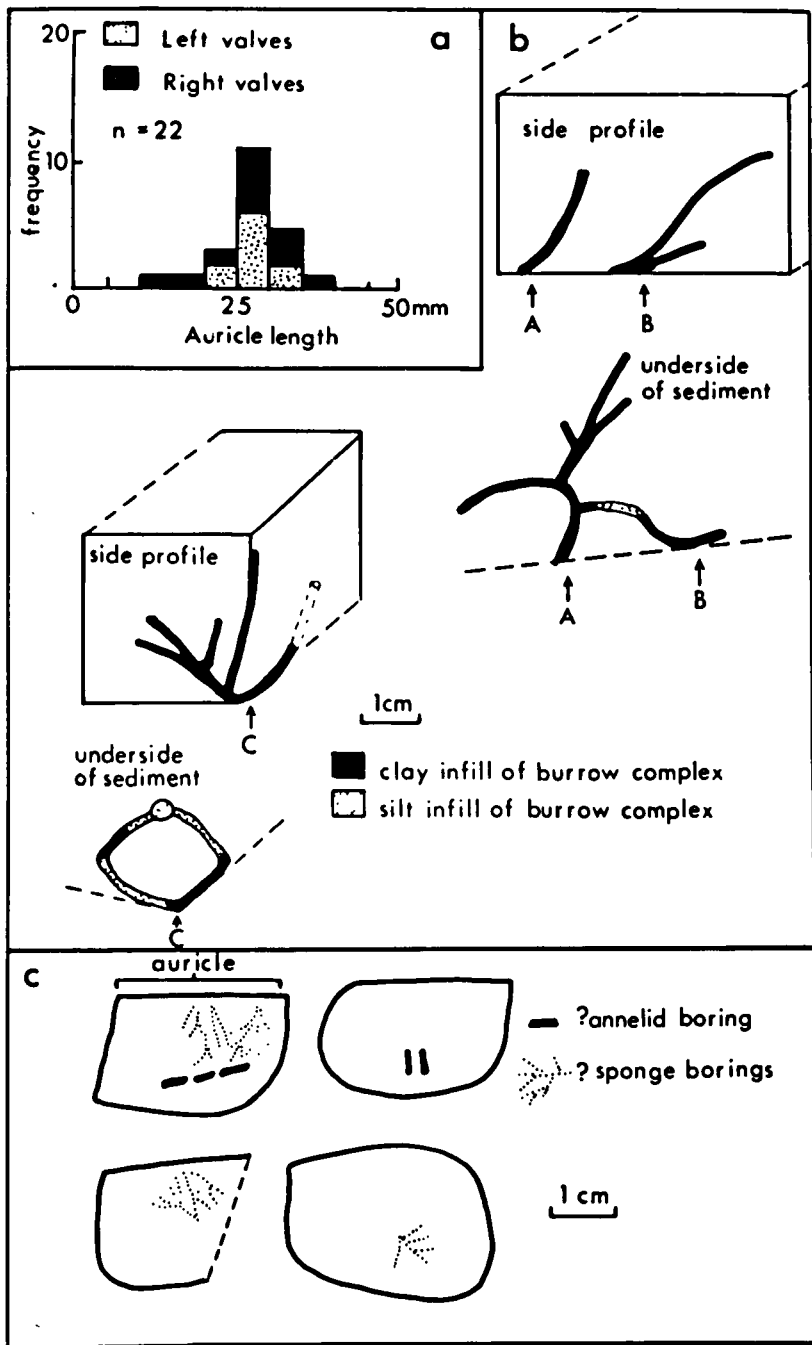 a
20
Left valves
Right valves
n = 22
10
frequency
0
0
25
50mm
Auricle length
b
side profile
A
B
underside
of sediment
A
B
side profile
C
1cm
underside
of sediment
clay infill of burrow complex
silt infill of burrow complex
C
c
auricle
?annelid boring
? sponge borings
1 cm